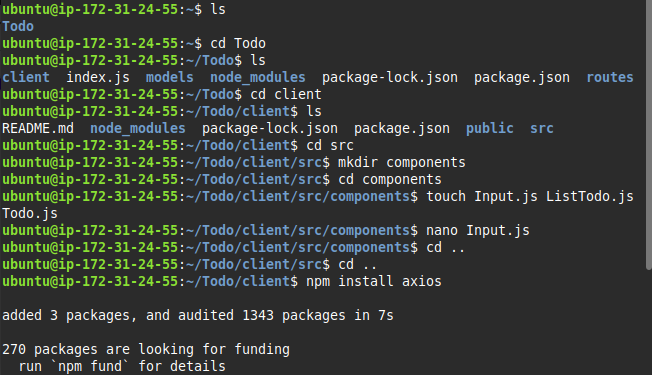 ubuntu@ip-172-31-24-55:~$ ls
Todo
ubuntu@ip-172-31-24-55:~$ cd Todo
ubuntu@ip-172-31-24-55:~/Todo$ ls
client  index.js  models  node_modules  package-lock.json  package.json  routes
ubuntu@ip-172-31-24-55:~/Todo$ cd client
ubuntu@ip-172-31-24-55:~/Todo/client$ ls
README.md  node_modules  package-lock.json  package.json  public  src
ubuntu@ip-172-31-24-55:~/Todo/client$ cd src
ubuntu@ip-172-31-24-55:~/Todo/client/src$ mkdir components
ubuntu@ip-172-31-24-55:~/Todo/client/src$ cd components
ubuntu@ip-172-31-24-55:~/Todo/client/src/components$ touch Input.js ListTodo.js
Todo.js
ubuntu@ip-172-31-24-55:~/Todo/client/src/components$ nano Input.js
ubuntu@ip-172-31-24-55:~/Todo/client/src/components$ cd ..
ubuntu@ip-172-31-24-55:~/Todo/client/src$ cd ..
ubuntu@ip-172-31-24-55:~/Todo/client$ npm install axios
added 3 packages, and audited 1343 packages in 7s
270 packages are looking for funding
  run `npm fund` for details